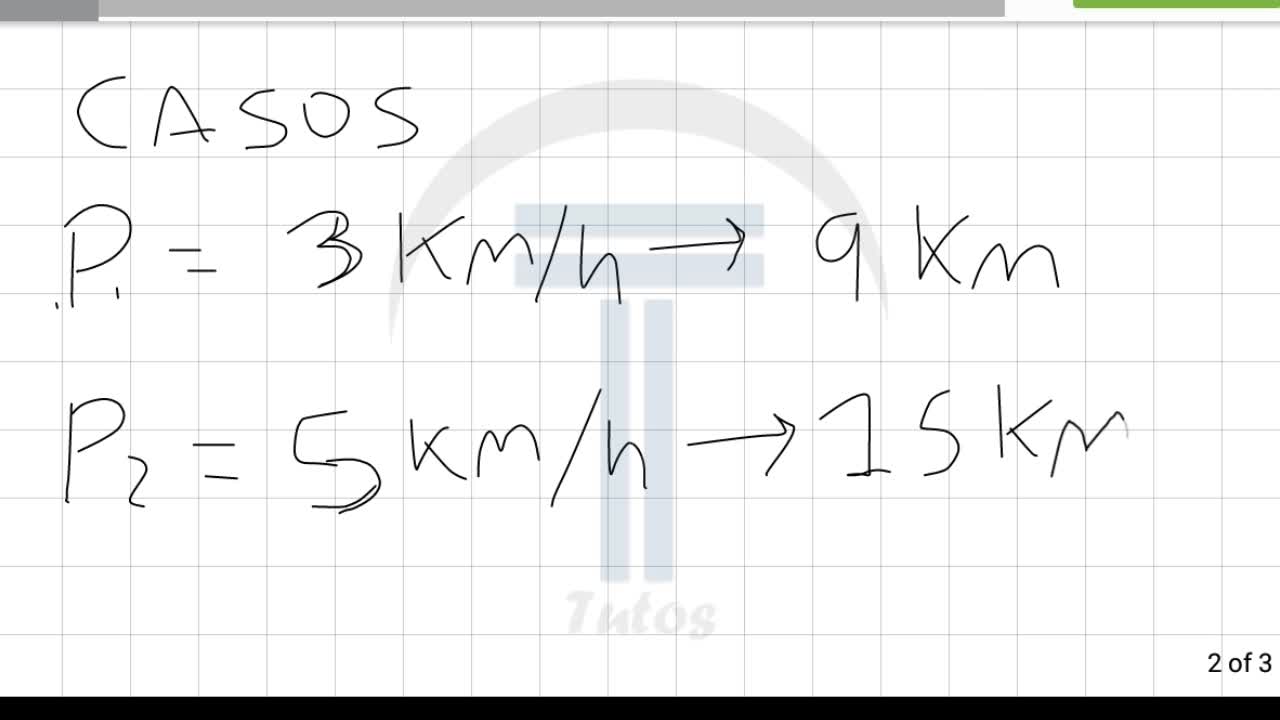 CASOS
P₁ = 3 Km/h → 9 Km
P₂ = 5 Km/h → 15 Km
Tutos
2 of 3